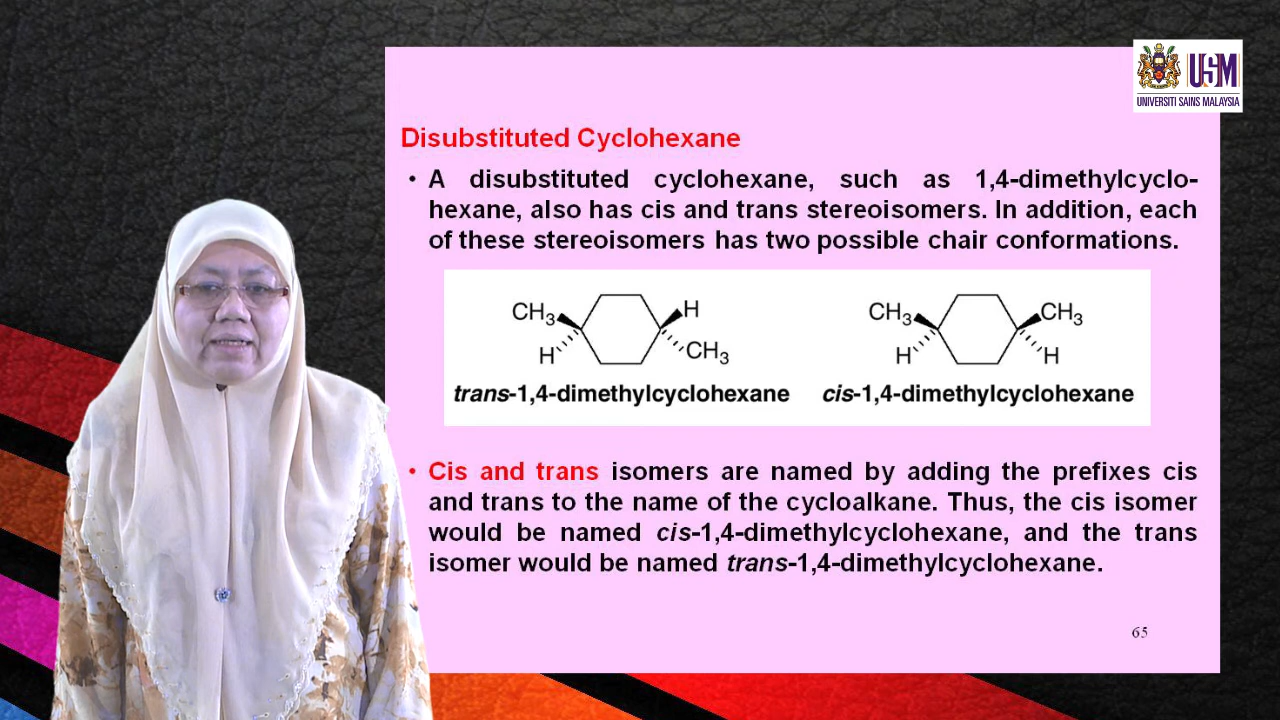 USM
UNIVERSITI SAINS MALAYSIA
Disubstituted Cyclohexane
• A disubstituted cyclohexane, such as 1,4-dimethylcyclo-
hexane, also has cis and trans stereoisomers. In addition, each
of these stereoisomers has two possible chair conformations.
CH3 H CH3 CH3
H CH3 H H
trans-1,4-dimethylcyclohexane cis-1,4-dimethylcyclohexane
• Cis and trans isomers are named by adding the prefixes cis
and trans to the name of the cycloalkane. Thus, the cis isomer
would be named cis-1,4-dimethylcyclohexane, and the trans
isomer would be named trans-1,4-dimethylcyclohexane.
65